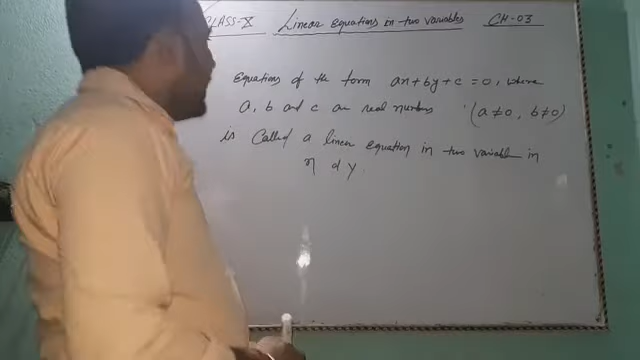 CLASS-X Linear equations in two variables CH-03
Equations of the form ax + by + c = 0, where
a, b and c are real numbers (a ≠ 0, b ≠ 0)
is called a linear equation in two variables in
x & y.